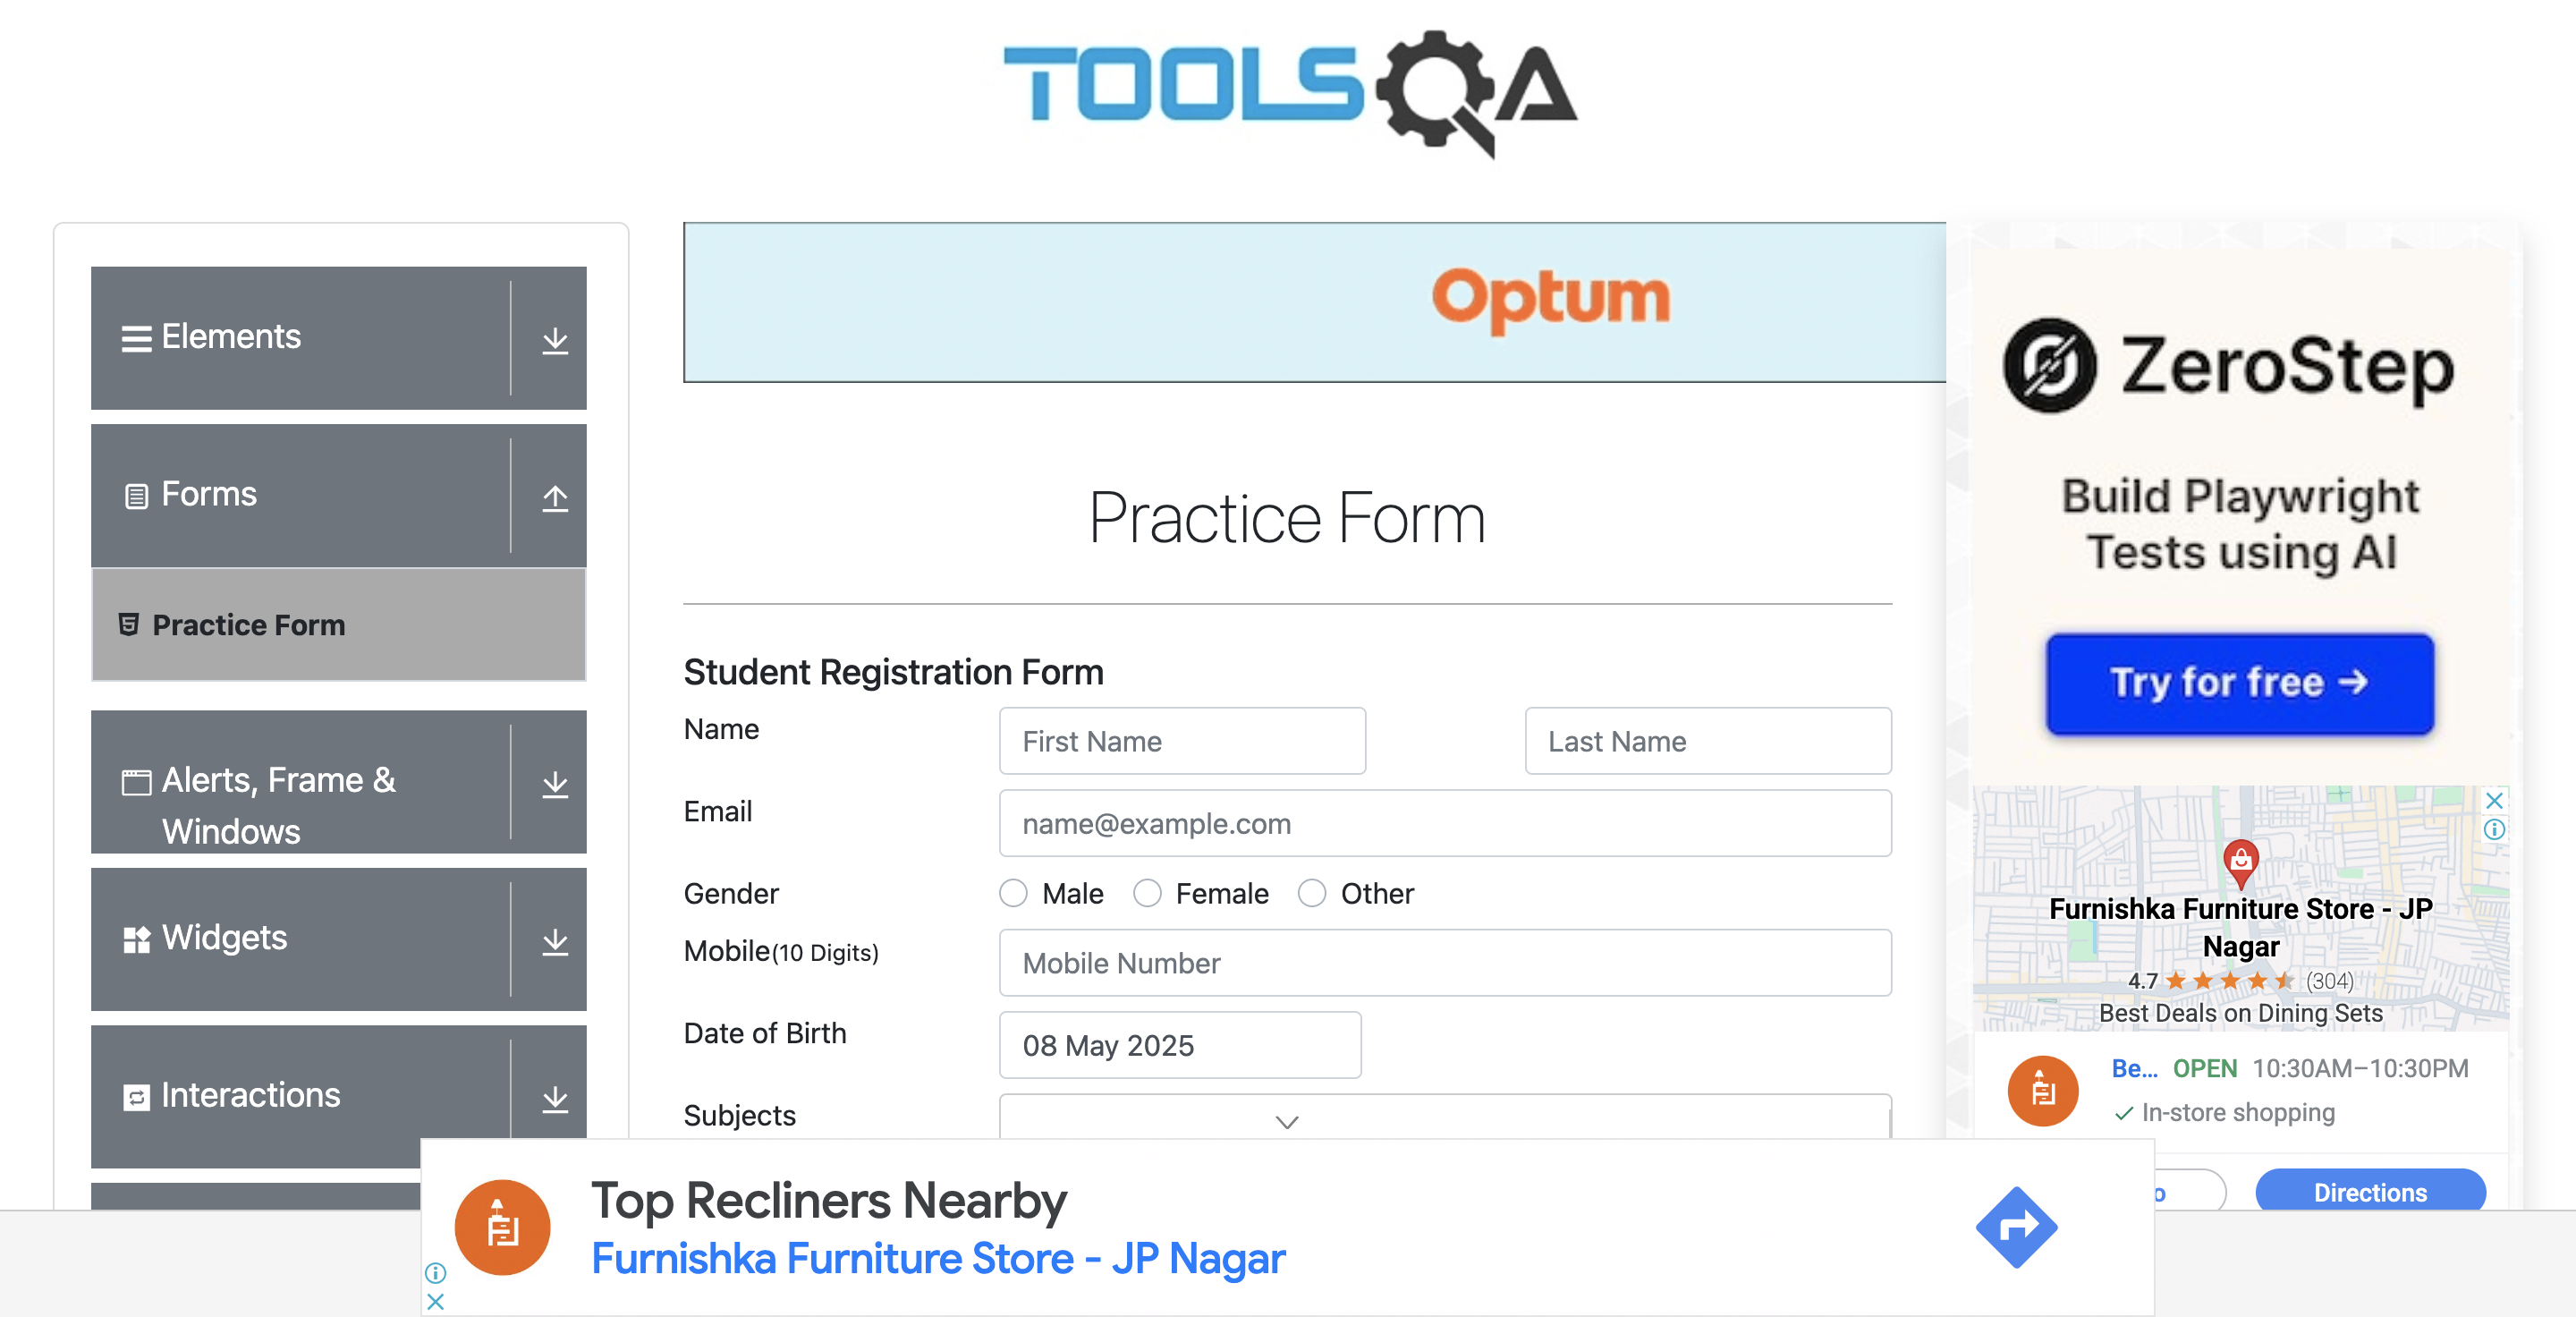 TOOLSQA
Elements
Forms
Practice Form
Alerts, Frame &
Windows
Widgets
Interactions
Optum
Practice Form
Student Registration Form
Name
First Name
Last Name
Email
name@example.com
Gender
Male
Female
Other
Mobile(10 Digits)
Mobile Number
Date of Birth
08 May 2025
Subjects
ZeroStep
Build Playwright
Tests using AI
Try for free →
Furnishka Furniture Store - JP
Nagar
4.7 ★★★★⯨ (304)
Best Deals on Dining Sets
Be... OPEN 10:30AM–10:30PM
✓ In-store shopping
Directions
Top Recliners Nearby
Furnishka Furniture Store - JP Nagar